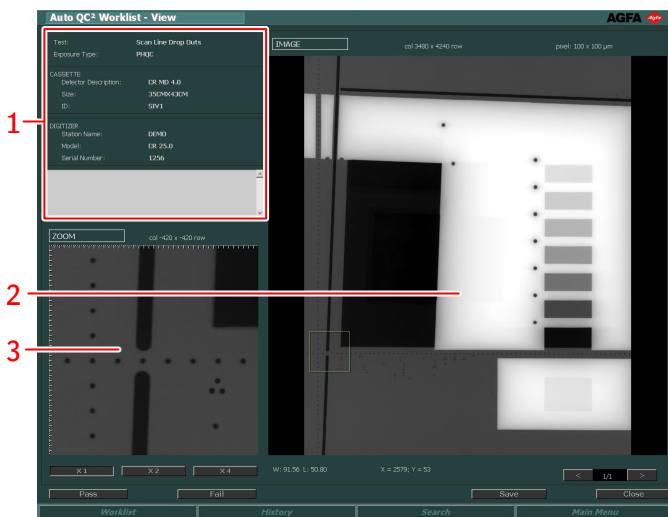 Auto QC² Worklist - View
AGFA
Test: Scan Line Drop Outs
Exposure Type: PHQC
CASSETTE
Detector Description: CR MD 4.0
Size: 35CMX43CM
ID: SIV1
DIGITIZER
Station Name: DEMO
Model: CR 25.0
Serial Number: 1256
IMAGE
col 3480 x 4240 row
pixel: 100 x 100 µm
ZOOM
col -420 x -420 row
1
2
3
X 1
X 2
X 4
W: 91.56 L: 50.80
X = 2579; Y = 53
<
1/1
>
Pass
Fail
Save
Close
Worklist
History
Search
Main Menu